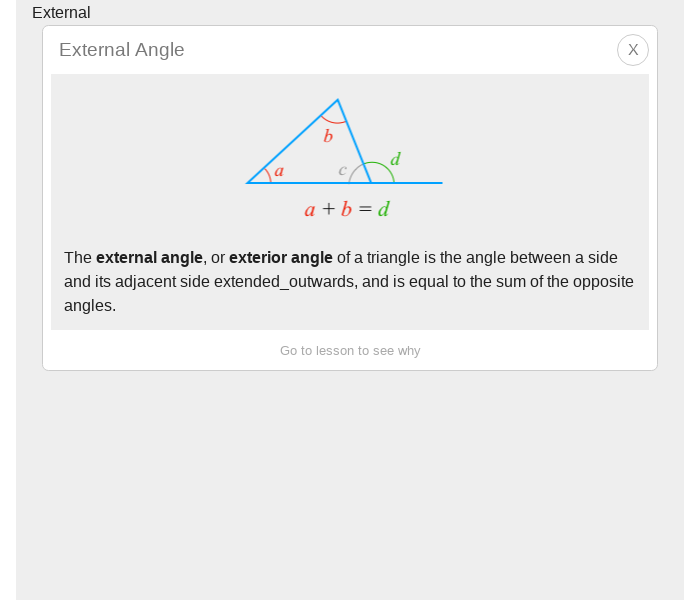 External
External Angle
X
b
a
c
d
a + b = d
The external angle, or exterior angle of a triangle is the angle between a side
and its adjacent side extended_outwards, and is equal to the sum of the opposite
angles.
Go to lesson to see why